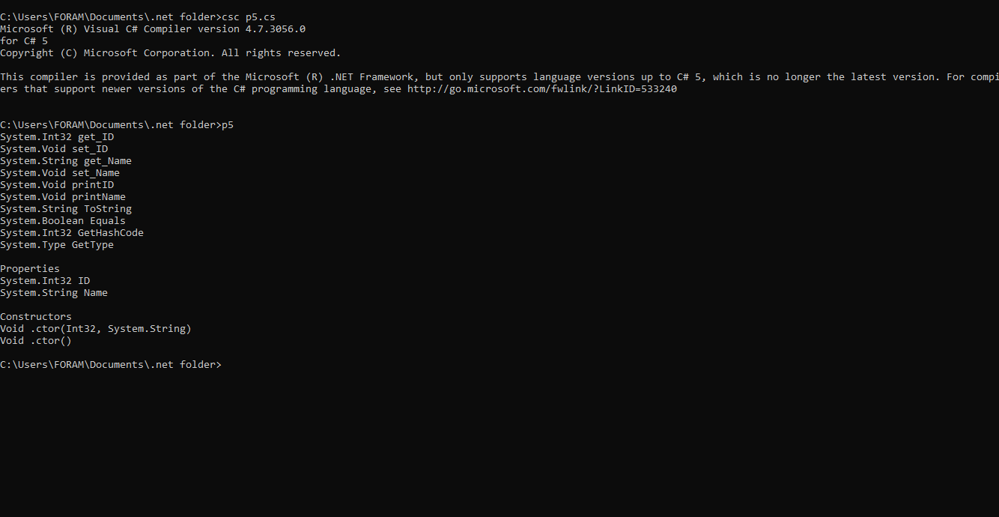 C:\Users\FORAM\Documents\.net folder>csc p5.cs
Microsoft (R) Visual C# Compiler version 4.7.3056.0
for C# 5
Copyright (C) Microsoft Corporation. All rights reserved.
This compiler is provided as part of the Microsoft (R) .NET Framework, but only supports language versions up to C# 5, which is no longer the latest version. For compi
ers that support newer versions of the C# programming language, see http://go.microsoft.com/fwlink/?LinkID=533240
C:\Users\FORAM\Documents\.net folder>p5
System.Int32 get_ID
System.Void set_ID
System.String get_Name
System.Void set_Name
System.Void printID
System.Void printName
System.String ToString
System.Boolean Equals
System.Int32 GetHashCode
System.Type GetType
Properties
System.Int32 ID
System.String Name
Constructors
Void .ctor(Int32, System.String)
Void .ctor()
C:\Users\FORAM\Documents\.net folder>